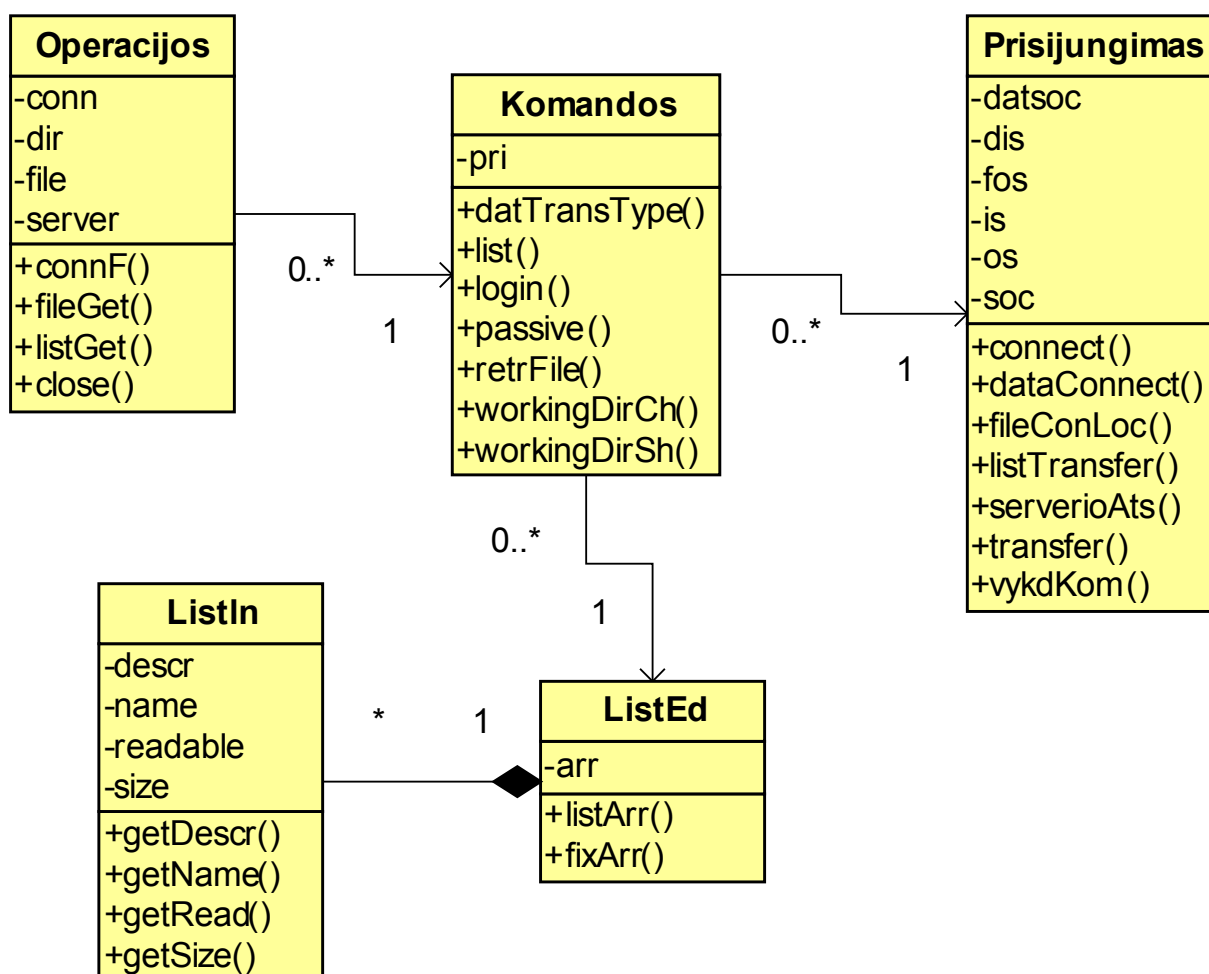 Operacijos
-conn
-dir
-file
-server
+connF()
+fileGet()
+listGet()
+close()
0..*
1
Komandos
-pri
+datTransType()
+list()
+login()
+passive()
+retrFile()
+workingDirCh()
+workingDirSh()
0..*
1
Prisijungimas
-datsoc
-dis
-fos
-is
-os
-soc
+connect()
+dataConnect()
+fileConLoc()
+listTransfer()
+serverioAts()
+transfer()
+vykdKom()
0..*
1
ListIn
-descr
-name
-readable
-size
+getDescr()
+getName()
+getRead()
+getSize()
*
1
ListEd
-arr
+listArr()
+fixArr()